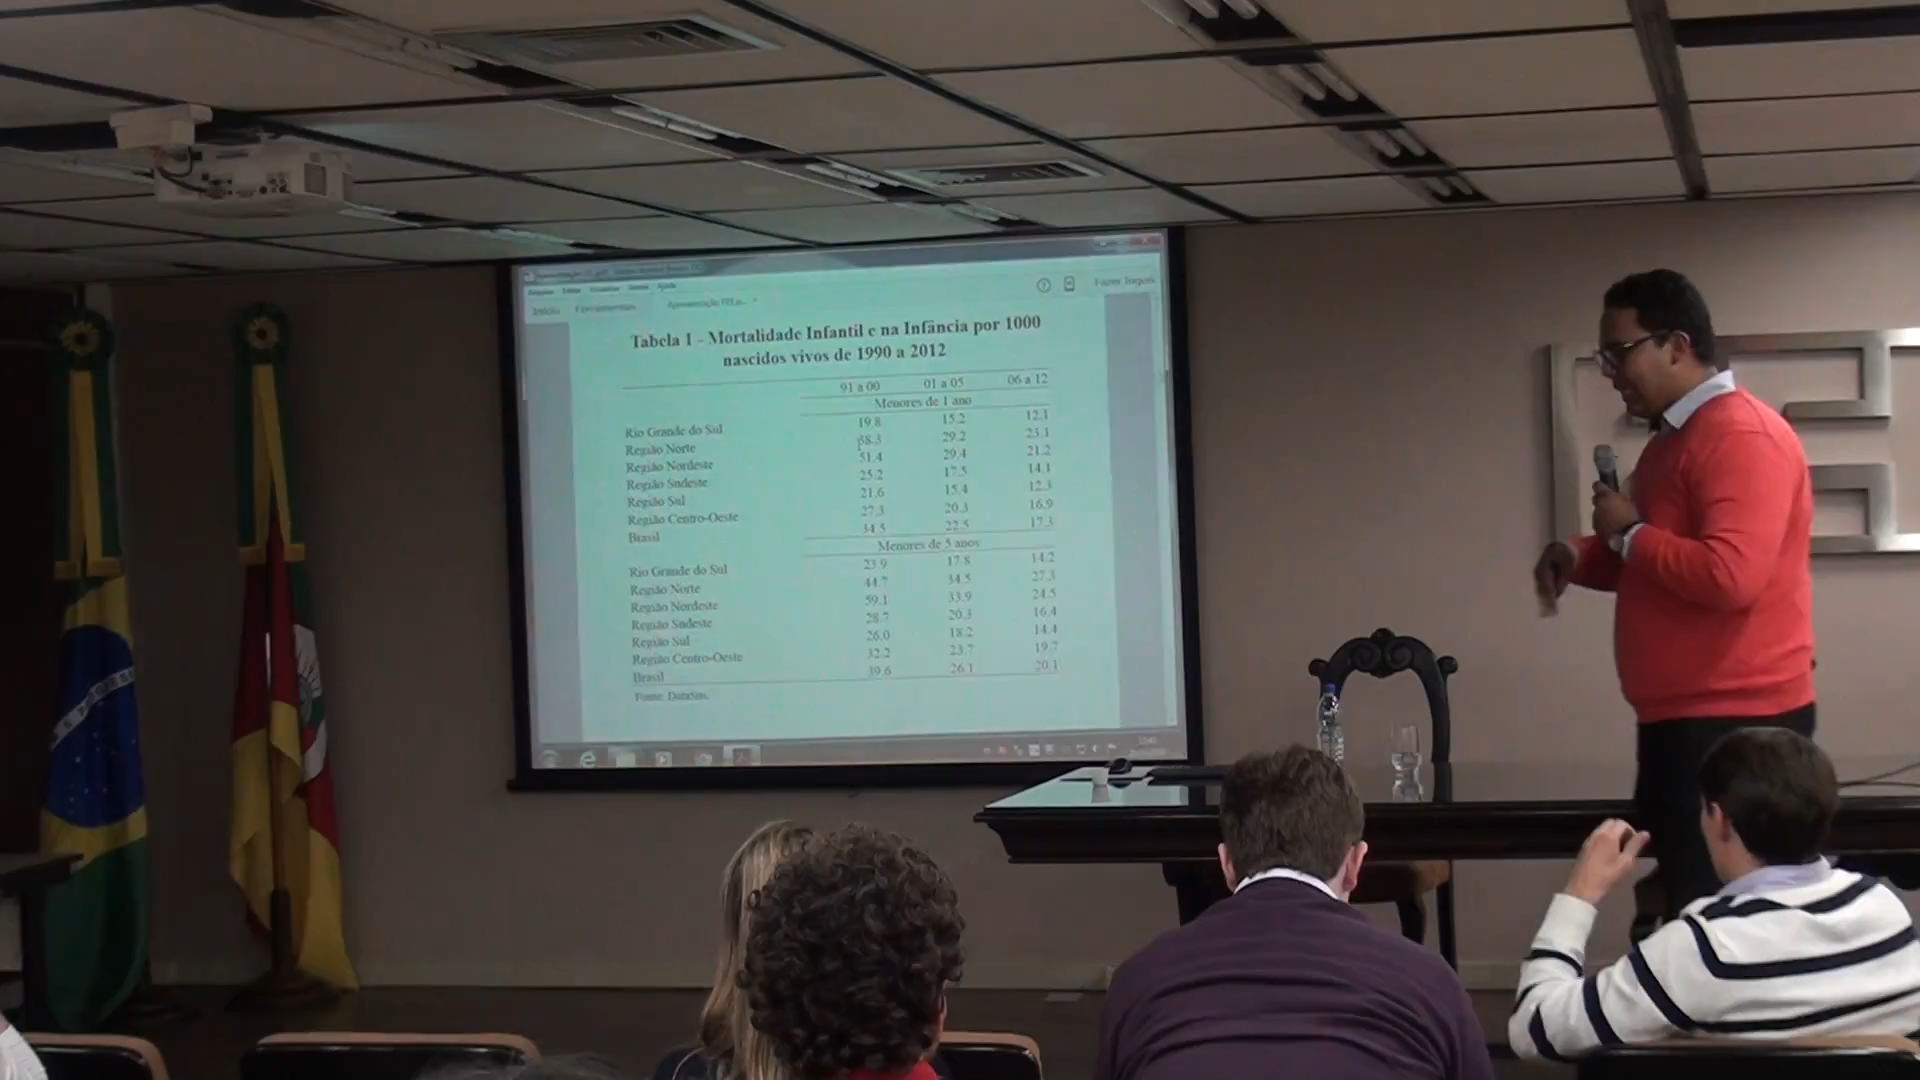 Início Ferramentas Apresentação
Fazer logon
Tabela 1 - Mortalidade Infantil e na Infância por 1000
nascidos vivos de 1990 a 2012
91 a 00 01 a 05 06 a 12
Menores de 1 ano
Rio Grande do Sul 19.8 15.2 12.1
Região Norte 38.3 29.2 23.1
Região Nordeste 51.4 29.4 21.2
Região Sudeste 25.2 17.5 14.1
Região Sul 21.6 15.4 12.3
Região Centro-Oeste 27.3 20.3 16.9
Brasil 34.5 22.5 17.3
Menores de 5 anos
Rio Grande do Sul 23.9 17.8 14.2
Região Norte 44.7 34.5 27.3
Região Nordeste 59.1 33.9 24.5
Região Sudeste 28.7 20.3 16.4
Região Sul 26.0 18.2 14.4
Região Centro-Oeste 32.2 23.7 19.7
Brasil 39.6 26.1 20.1
Fonte: DataSus.